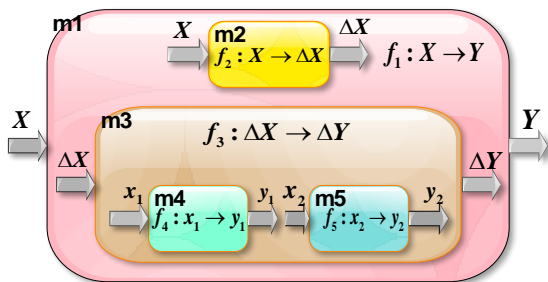 m1
X
m2
f₂ : X → ΔX
ΔX
f₁ : X → Y
X
Y
m3
f₃ : ΔX → ΔY
ΔX
ΔY
x₁
m4
f₄ : x₁ → y₁
y₁
x₂
m5
f₅ : x₂ → y₂
y₂